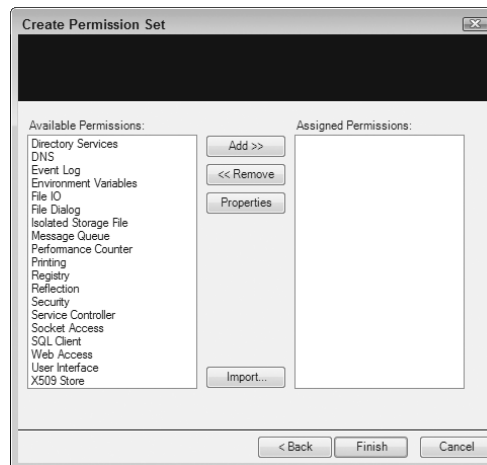 Create Permission Set
Available Permissions:
Directory Services
DNS
Event Log
Environment Variables
File IO
File Dialog
Isolated Storage File
Message Queue
Performance Counter
Printing
Registry
Reflection
Security
Service Controller
Socket Access
SQL Client
Web Access
User Interface
X509 Store
Add >>
<< Remove
Properties
Import...
Assigned Permissions:
< Back
Finish
Cancel